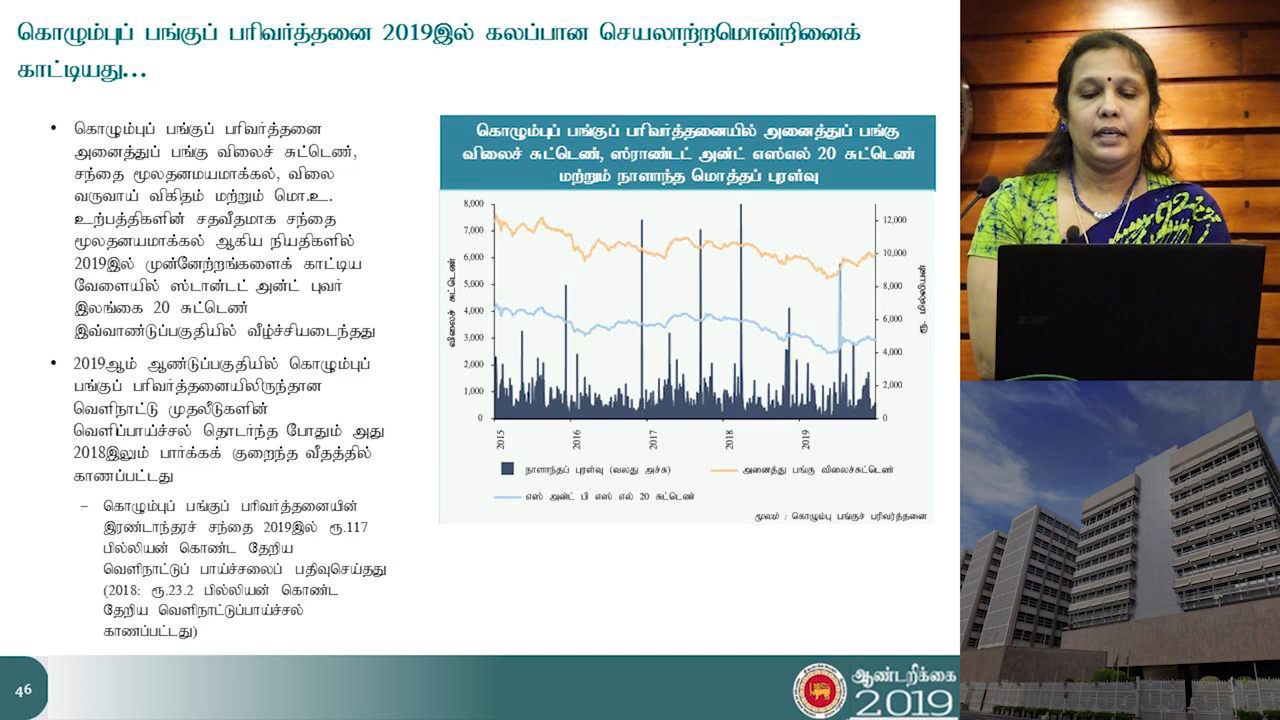 கொழும்புப் பங்குப் பரிவர்த்தனை 2019இல் கலப்பான செயலாற்றமொன்றினைக்
காட்டியது...
• கொழும்புப் பங்குப் பரிவர்த்தனை
அனைத்துப் பங்கு விலைச் சுட்டெண்,
சந்தை மூலதனமயமாக்கல், விலை
வருவாய் விகிதம் மற்றும் மொ.உ.
உற்பத்திகளின் சதவீதமாக சந்தை
மூலதனயமாக்கல் ஆகிய நியதிகளில்
2019இல் முன்னேற்றங்களைக் காட்டிய
வேளையில் ஸ்டான்டட் அன்ட் புவர்
இலங்கை 20 சுட்டெண்
இவ்வாண்டுப்பகுதியில் வீழ்ச்சியடைந்தது
• 2019ஆம் ஆண்டுப்பகுதியில் கொழும்புப்
பங்குப் பரிவர்த்தனையிலிருந்தான
வெளிநாட்டு முதலீடுகளின்
வெளிப்பாய்ச்சல் தொடர்ந்த போதும் அது
2018இலும் பார்க்கக் குறைந்த வீதத்தில்
காணப்பட்டது
– கொழும்புப் பங்குப் பரிவர்த்தனையின்
இரண்டாந்தரச் சந்தை 2019இல் ரூ.117
பில்லியன் கொண்ட தேறிய
வெளிநாட்டுப் பாய்ச்சலைப் பதிவுசெய்தது
(2018: ரூ.23.2 பில்லியன் கொண்ட
தேறிய வெளிநாட்டுப்பாய்ச்சல்
காணப்பட்டது)
கொழும்புப் பங்குப் பரிவர்த்தனையில் அனைத்துப் பங்கு
விலைச் சுட்டெண், ஸ்ராண்டட் அன்ட் எஸ்எல் 20 சுட்டெண்
மற்றும் நாளாந்த மொத்தப் புரள்வு
விலைச் சுட்டெண்
8,000
7,000
6,000
5,000
4,000
3,000
2,000
1,000
0
12,000
10,000
8,000
6,000
4,000
2,000
0
ரூ. மில்லியன்
2015 2016 2017 2018 2019
நாளாந்தப் புரள்வு (வலது அச்சு) அனைத்து பங்கு விலைச்சுட்டெண்
எஸ் அன்ட் பி எஸ் எல் 20 சுட்டெண்
மூலம் : கொழும்பு பங்குச் பரிவர்த்தனை
46
ஆண்டறிக்கை
2019
acer